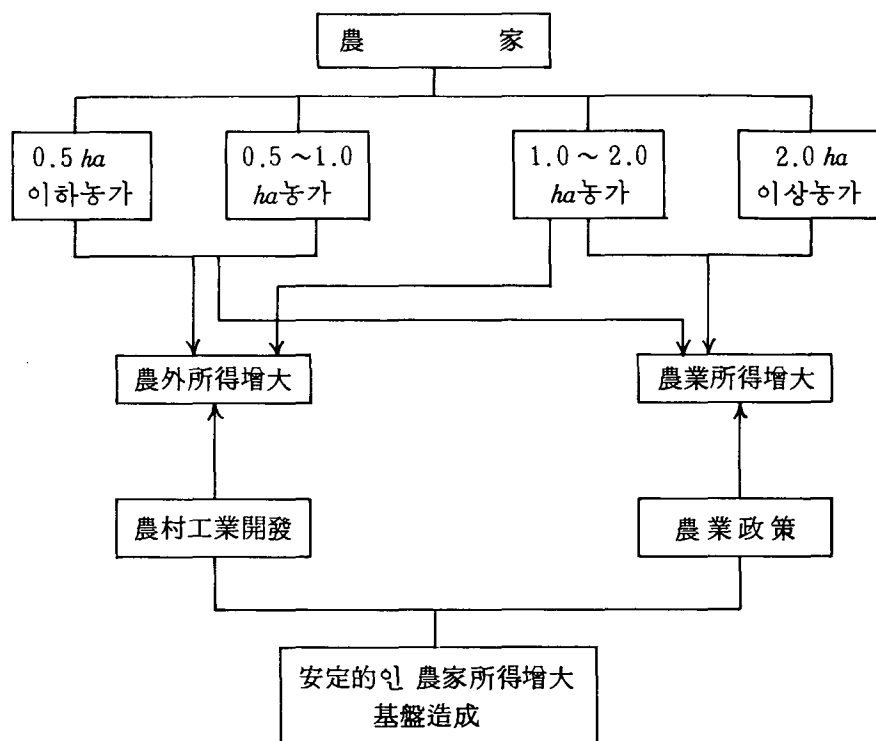 農 家
0.5 ha
이하농가
0.5~1.0
ha농가
1.0~2.0
ha농가
2.0 ha
이상농가
農外所得增大
農業所得增大
農村工業開發
農業政策
安定的인 農家所得增大
基盤造成